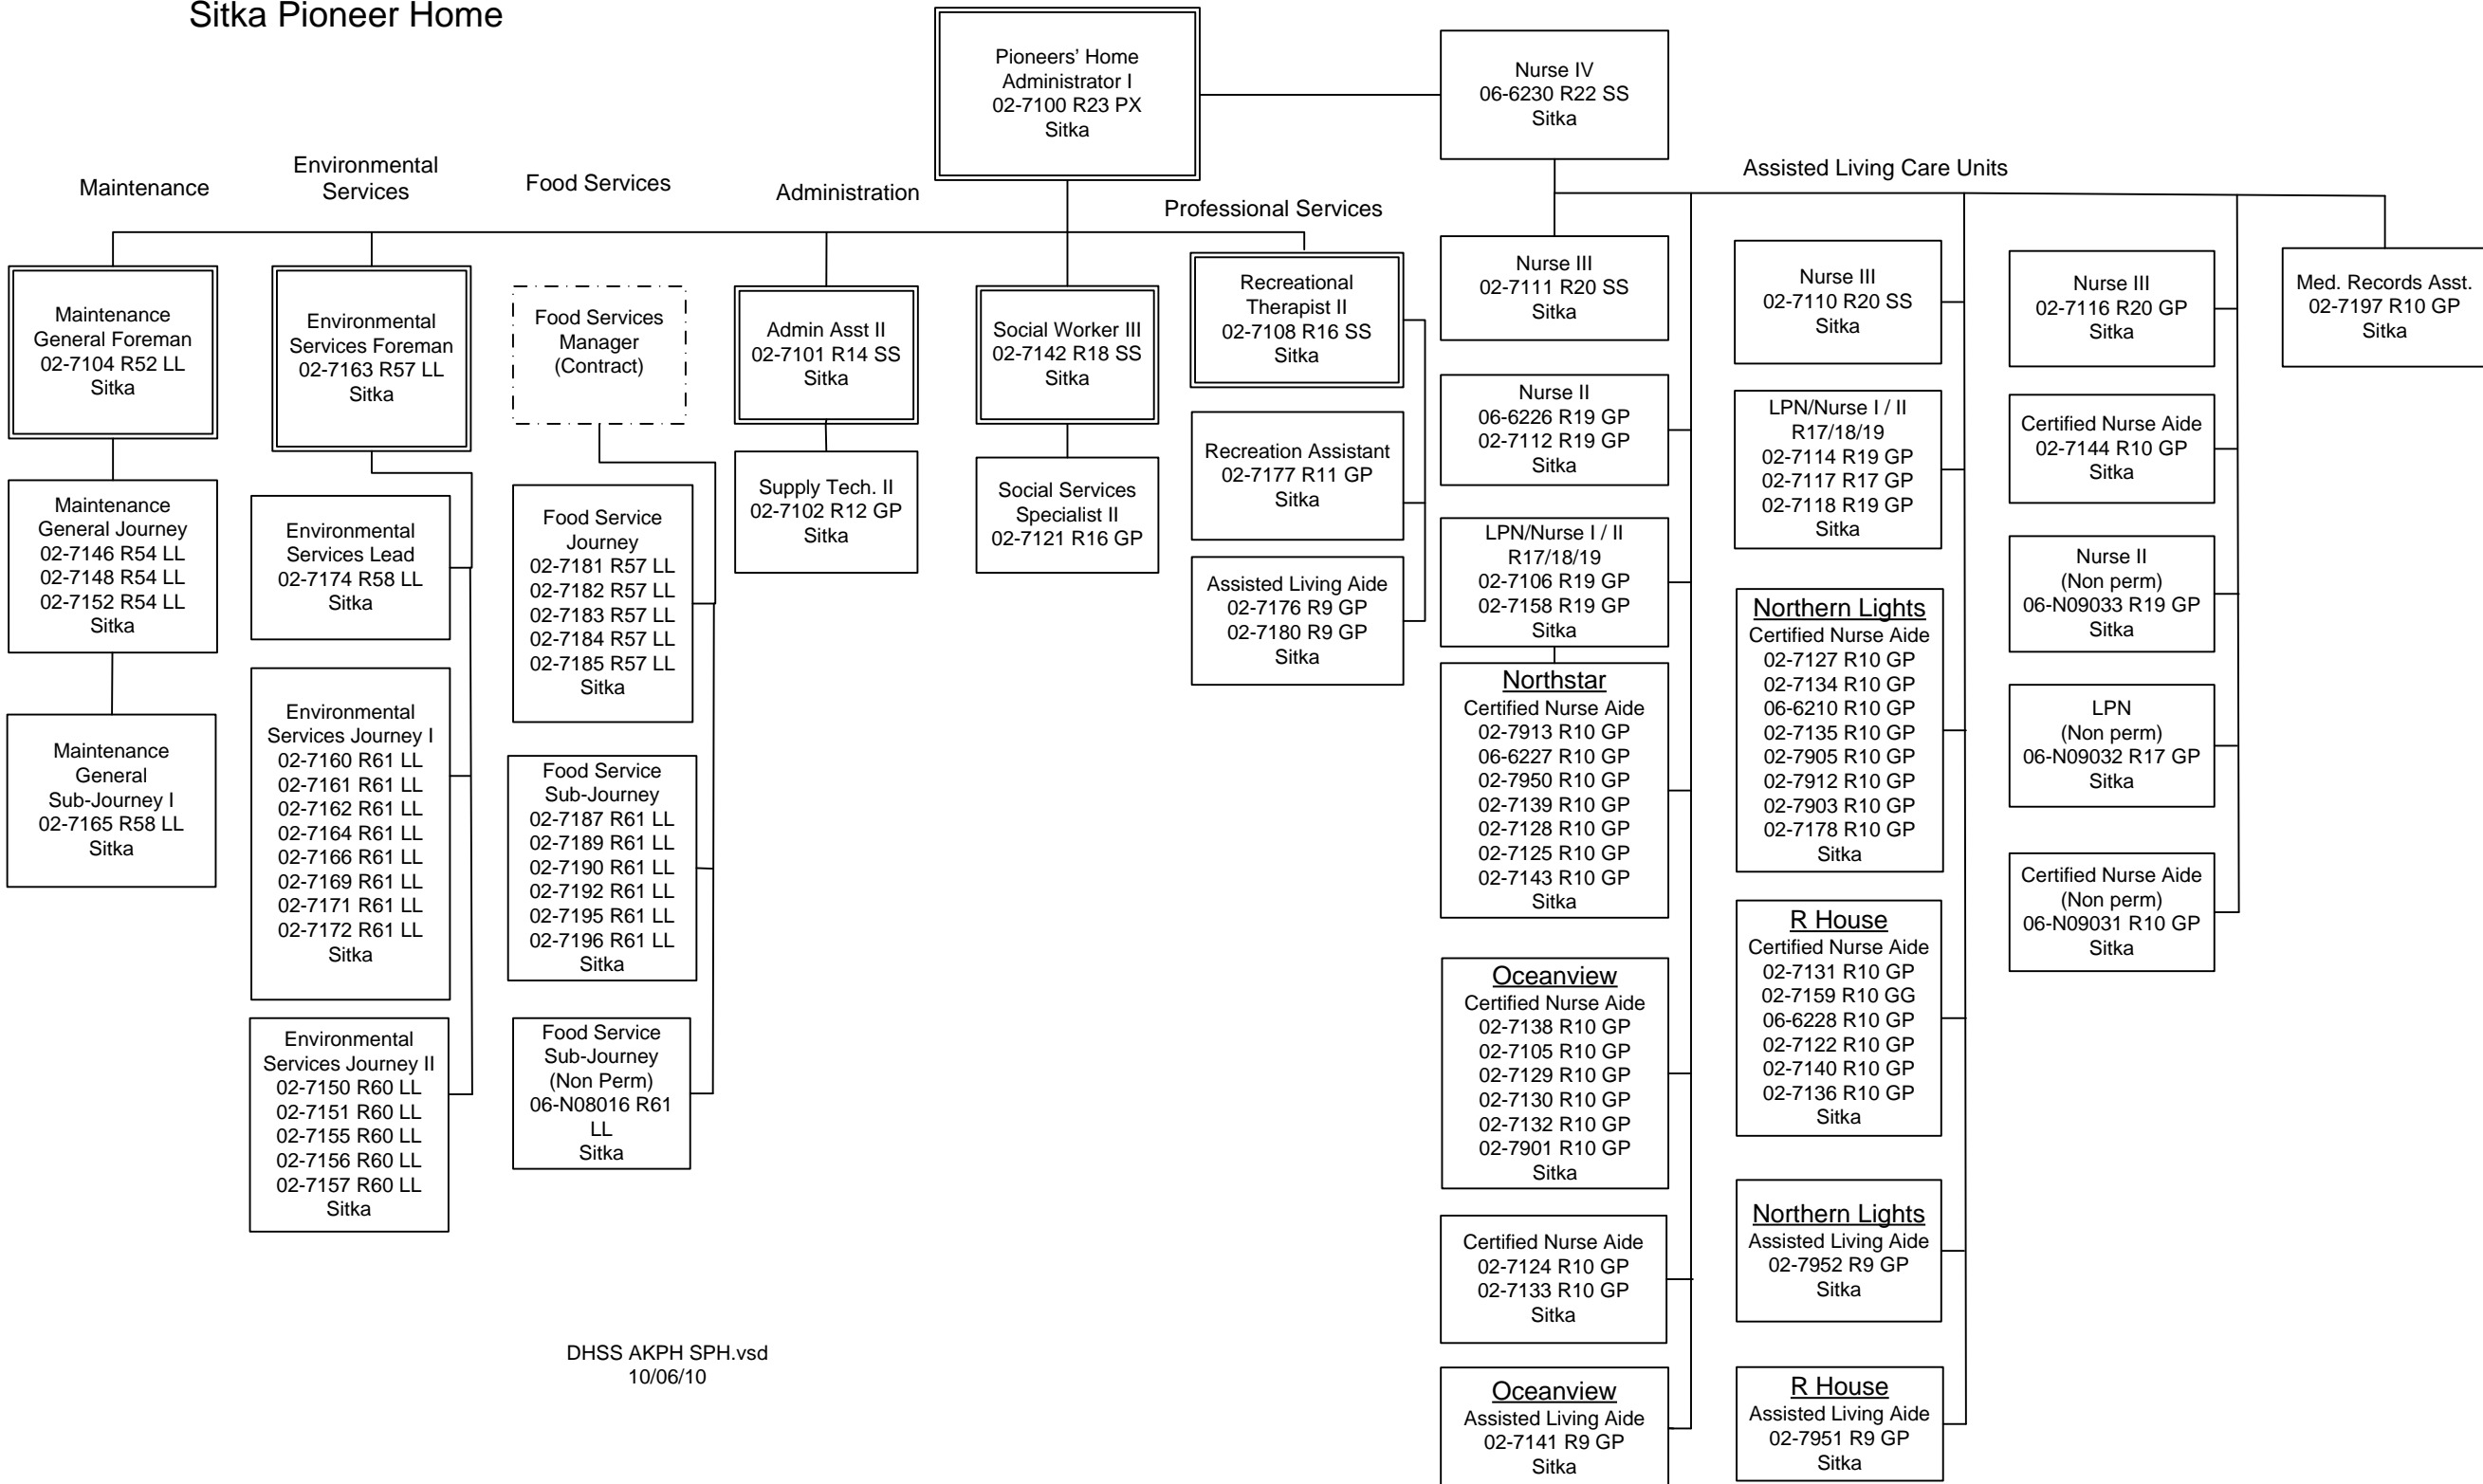 Sitka Pioneer Home
Pioneers' Home
Administrator I
02-7100 R23 PX
Sitka
Nurse IV
06-6230 R22 SS
Sitka
Maintenance
Environmental
Services
Food Services
Administration
Professional Services
Assisted Living Care Units
Maintenance
General Foreman
02-7104 R52 LL
Sitka
Maintenance
General Journey
02-7146 R54 LL
02-7148 R54 LL
02-7152 R54 LL
Sitka
Maintenance
General
Sub-Journey I
02-7165 R58 LL
Sitka
Environmental
Services Foreman
02-7163 R57 LL
Sitka
Environmental
Services Lead
02-7174 R58 LL
Sitka
Environmental
Services Journey I
02-7160 R61 LL
02-7161 R61 LL
02-7162 R61 LL
02-7164 R61 LL
02-7166 R61 LL
02-7169 R61 LL
02-7171 R61 LL
02-7172 R61 LL
Sitka
Environmental
Services Journey II
02-7150 R60 LL
02-7151 R60 LL
02-7155 R60 LL
02-7156 R60 LL
02-7157 R60 LL
Sitka
Food Services
Manager
(Contract)
Food Service
Journey
02-7181 R57 LL
02-7182 R57 LL
02-7183 R57 LL
02-7184 R57 LL
02-7185 R57 LL
Sitka
Food Service
Sub-Journey
02-7187 R61 LL
02-7189 R61 LL
02-7190 R61 LL
02-7192 R61 LL
02-7195 R61 LL
02-7196 R61 LL
Sitka
Food Service
Sub-Journey
(Non Perm)
06-N08016 R61
LL
Sitka
Admin Asst II
02-7101 R14 SS
Sitka
Supply Tech. II
02-7102 R12 GP
Sitka
Social Worker III
02-7142 R18 SS
Sitka
Social Services
Specialist II
02-7121 R16 GP
Recreational
Therapist II
02-7108 R16 SS
Sitka
Recreation Assistant
02-7177 R11 GP
Sitka
Assisted Living Aide
02-7176 R9 GP
02-7180 R9 GP
Sitka
Nurse III
02-7111 R20 SS
Sitka
Nurse II
06-6226 R19 GP
02-7112 R19 GP
Sitka
LPN/Nurse I / II
R17/18/19
02-7106 R19 GP
02-7158 R19 GP
Sitka
Northstar
Certified Nurse Aide
02-7913 R10 GP
06-6227 R10 GP
02-7950 R10 GP
02-7139 R10 GP
02-7128 R10 GP
02-7125 R10 GP
02-7143 R10 GP
Sitka
Oceanview
Certified Nurse Aide
02-7138 R10 GP
02-7105 R10 GP
02-7129 R10 GP
02-7130 R10 GP
02-7132 R10 GP
02-7901 R10 GP
Sitka
Certified Nurse Aide
02-7124 R10 GP
02-7133 R10 GP
Sitka
Oceanview
Assisted Living Aide
02-7141 R9 GP
Sitka
Nurse III
02-7110 R20 SS
Sitka
LPN/Nurse I / II
R17/18/19
02-7114 R19 GP
02-7117 R17 GP
02-7118 R19 GP
Sitka
Northern Lights
Certified Nurse Aide
02-7127 R10 GP
02-7134 R10 GP
06-6210 R10 GP
02-7135 R10 GP
02-7905 R10 GP
02-7912 R10 GP
02-7903 R10 GP
02-7178 R10 GP
Sitka
R House
Certified Nurse Aide
02-7131 R10 GP
02-7159 R10 GG
06-6228 R10 GP
02-7122 R10 GP
02-7140 R10 GP
02-7136 R10 GP
Sitka
Northern Lights
Assisted Living Aide
02-7952 R9 GP
Sitka
R House
Assisted Living Aide
02-7951 R9 GP
Sitka
Nurse III
02-7116 R20 GP
Sitka
Certified Nurse Aide
02-7144 R10 GP
Sitka
Nurse II
(Non perm)
06-N09033 R19 GP
Sitka
LPN
(Non perm)
06-N09032 R17 GP
Sitka
Certified Nurse Aide
(Non perm)
06-N09031 R10 GP
Sitka
Med. Records Asst.
02-7197 R10 GP
Sitka
DHSS AKPH SPH.vsd
10/06/10